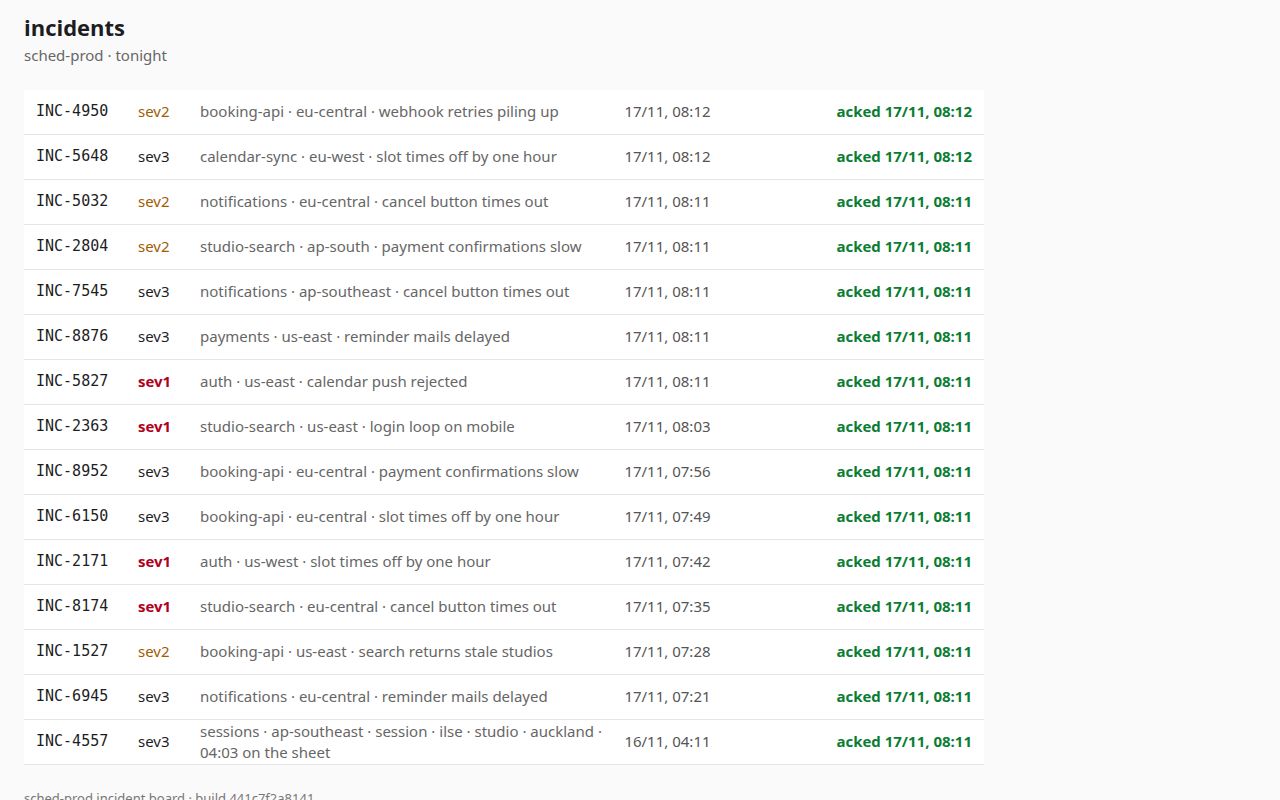 incidents
sched-prod · tonight
INC-4950 sev2 booking-api · eu-central · webhook retries piling up 17/11, 08:12 acked 17/11, 08:12
INC-5648 sev3 calendar-sync · eu-west · slot times off by one hour 17/11, 08:12 acked 17/11, 08:12
INC-5032 sev2 notifications · eu-central · cancel button times out 17/11, 08:11 acked 17/11, 08:11
INC-2804 sev2 studio-search · ap-south · payment confirmations slow 17/11, 08:11 acked 17/11, 08:11
INC-7545 sev3 notifications · ap-southeast · cancel button times out 17/11, 08:11 acked 17/11, 08:11
INC-8876 sev3 payments · us-east · reminder mails delayed 17/11, 08:11 acked 17/11, 08:11
INC-5827 sev1 auth · us-east · calendar push rejected 17/11, 08:11 acked 17/11, 08:11
INC-2363 sev1 studio-search · us-east · login loop on mobile 17/11, 08:03 acked 17/11, 08:11
INC-8952 sev3 booking-api · eu-central · payment confirmations slow 17/11, 07:56 acked 17/11, 08:11
INC-6150 sev3 booking-api · eu-central · slot times off by one hour 17/11, 07:49 acked 17/11, 08:11
INC-2171 sev1 auth · us-west · slot times off by one hour 17/11, 07:42 acked 17/11, 08:11
INC-8174 sev1 studio-search · eu-central · cancel button times out 17/11, 07:35 acked 17/11, 08:11
INC-1527 sev2 booking-api · us-east · search returns stale studios 17/11, 07:28 acked 17/11, 08:11
INC-6945 sev3 notifications · eu-central · reminder mails delayed 17/11, 07:21 acked 17/11, 08:11
INC-4557 sev3 sessions · ap-southeast · session · ilse · studio · auckland · 16/11, 04:11 acked 17/11, 08:11
04:03 on the sheet
sched-prod incident board · build 441c7f2a8141